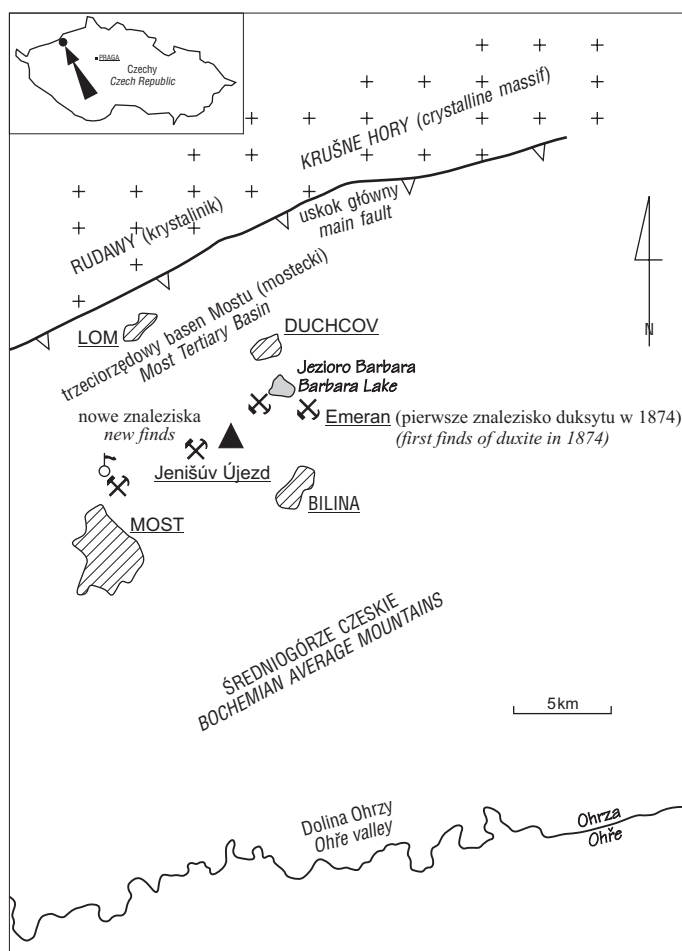 PRAGA
Czechy
Czech Republic
KRUŠNE HORY (crystalline massif)
RUDAWY (krystalinik)
uskok główny
main fault
trzeciorzędowy basen Mostu (mostecki)
Most Tertiary Basin
N
LOM
DUCHCOV
Jezioro Barbara
Barbara Lake
nowe znaleziska
new finds
Emeran (pierwsze znalezisko duksytu w 1874)
(first finds of duxite in 1874)
Jenišúv Újezd
BILINA
MOST
ŚREDNIOGÓRZE CZESKIE
BOCHEMIAN AVERAGE MOUNTAINS
5km
Dolina Ohrzy
Ohře valley
Ohrza
Ohře